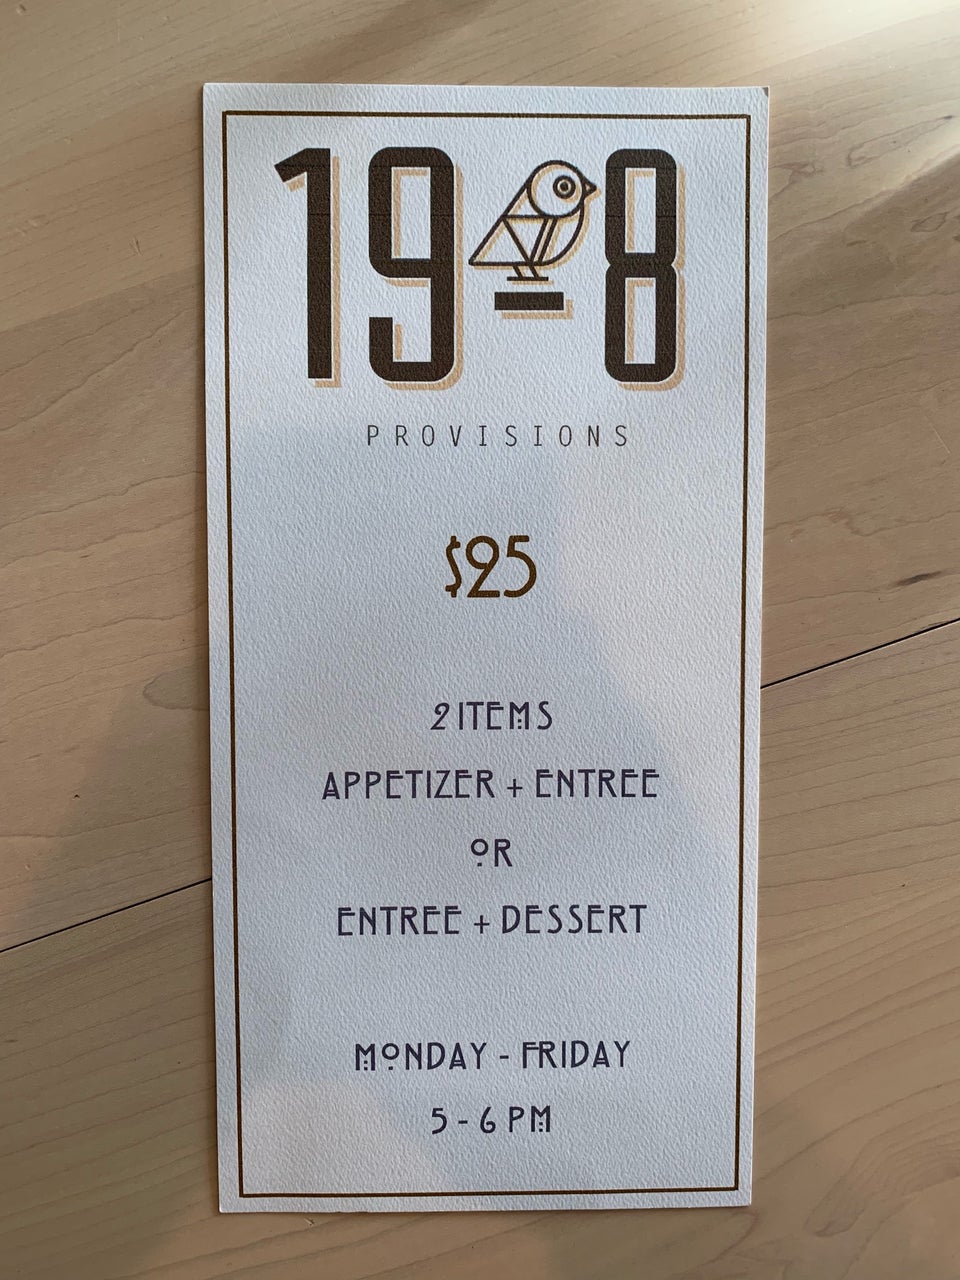 19 8
PROVISIONS
$25
2 ITEMS
APPETIZER + ENTREE
OR
ENTREE + DESSERT
MONDAY - FRIDAY
5 - 6 PM